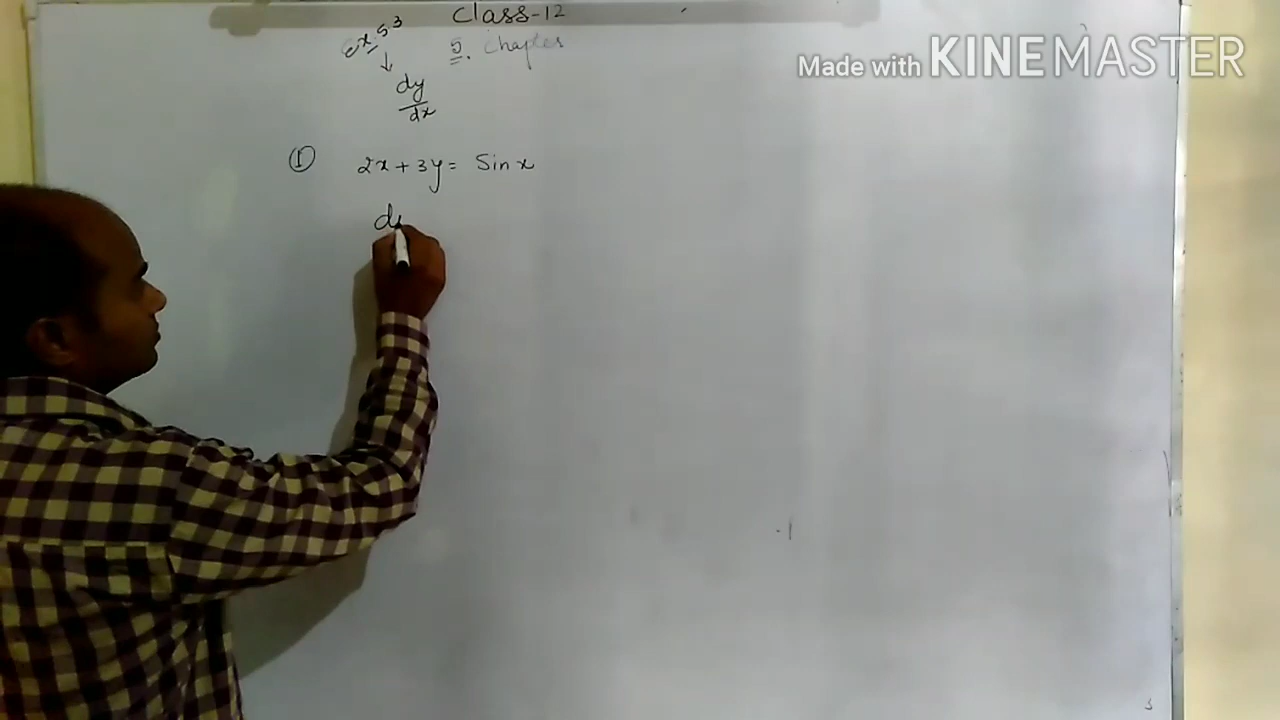 Class-12
Ex 5.3
5. Chapter
↓
dy
dx
Made with KINEMASTER
① 2x + 3y = Sin x
d